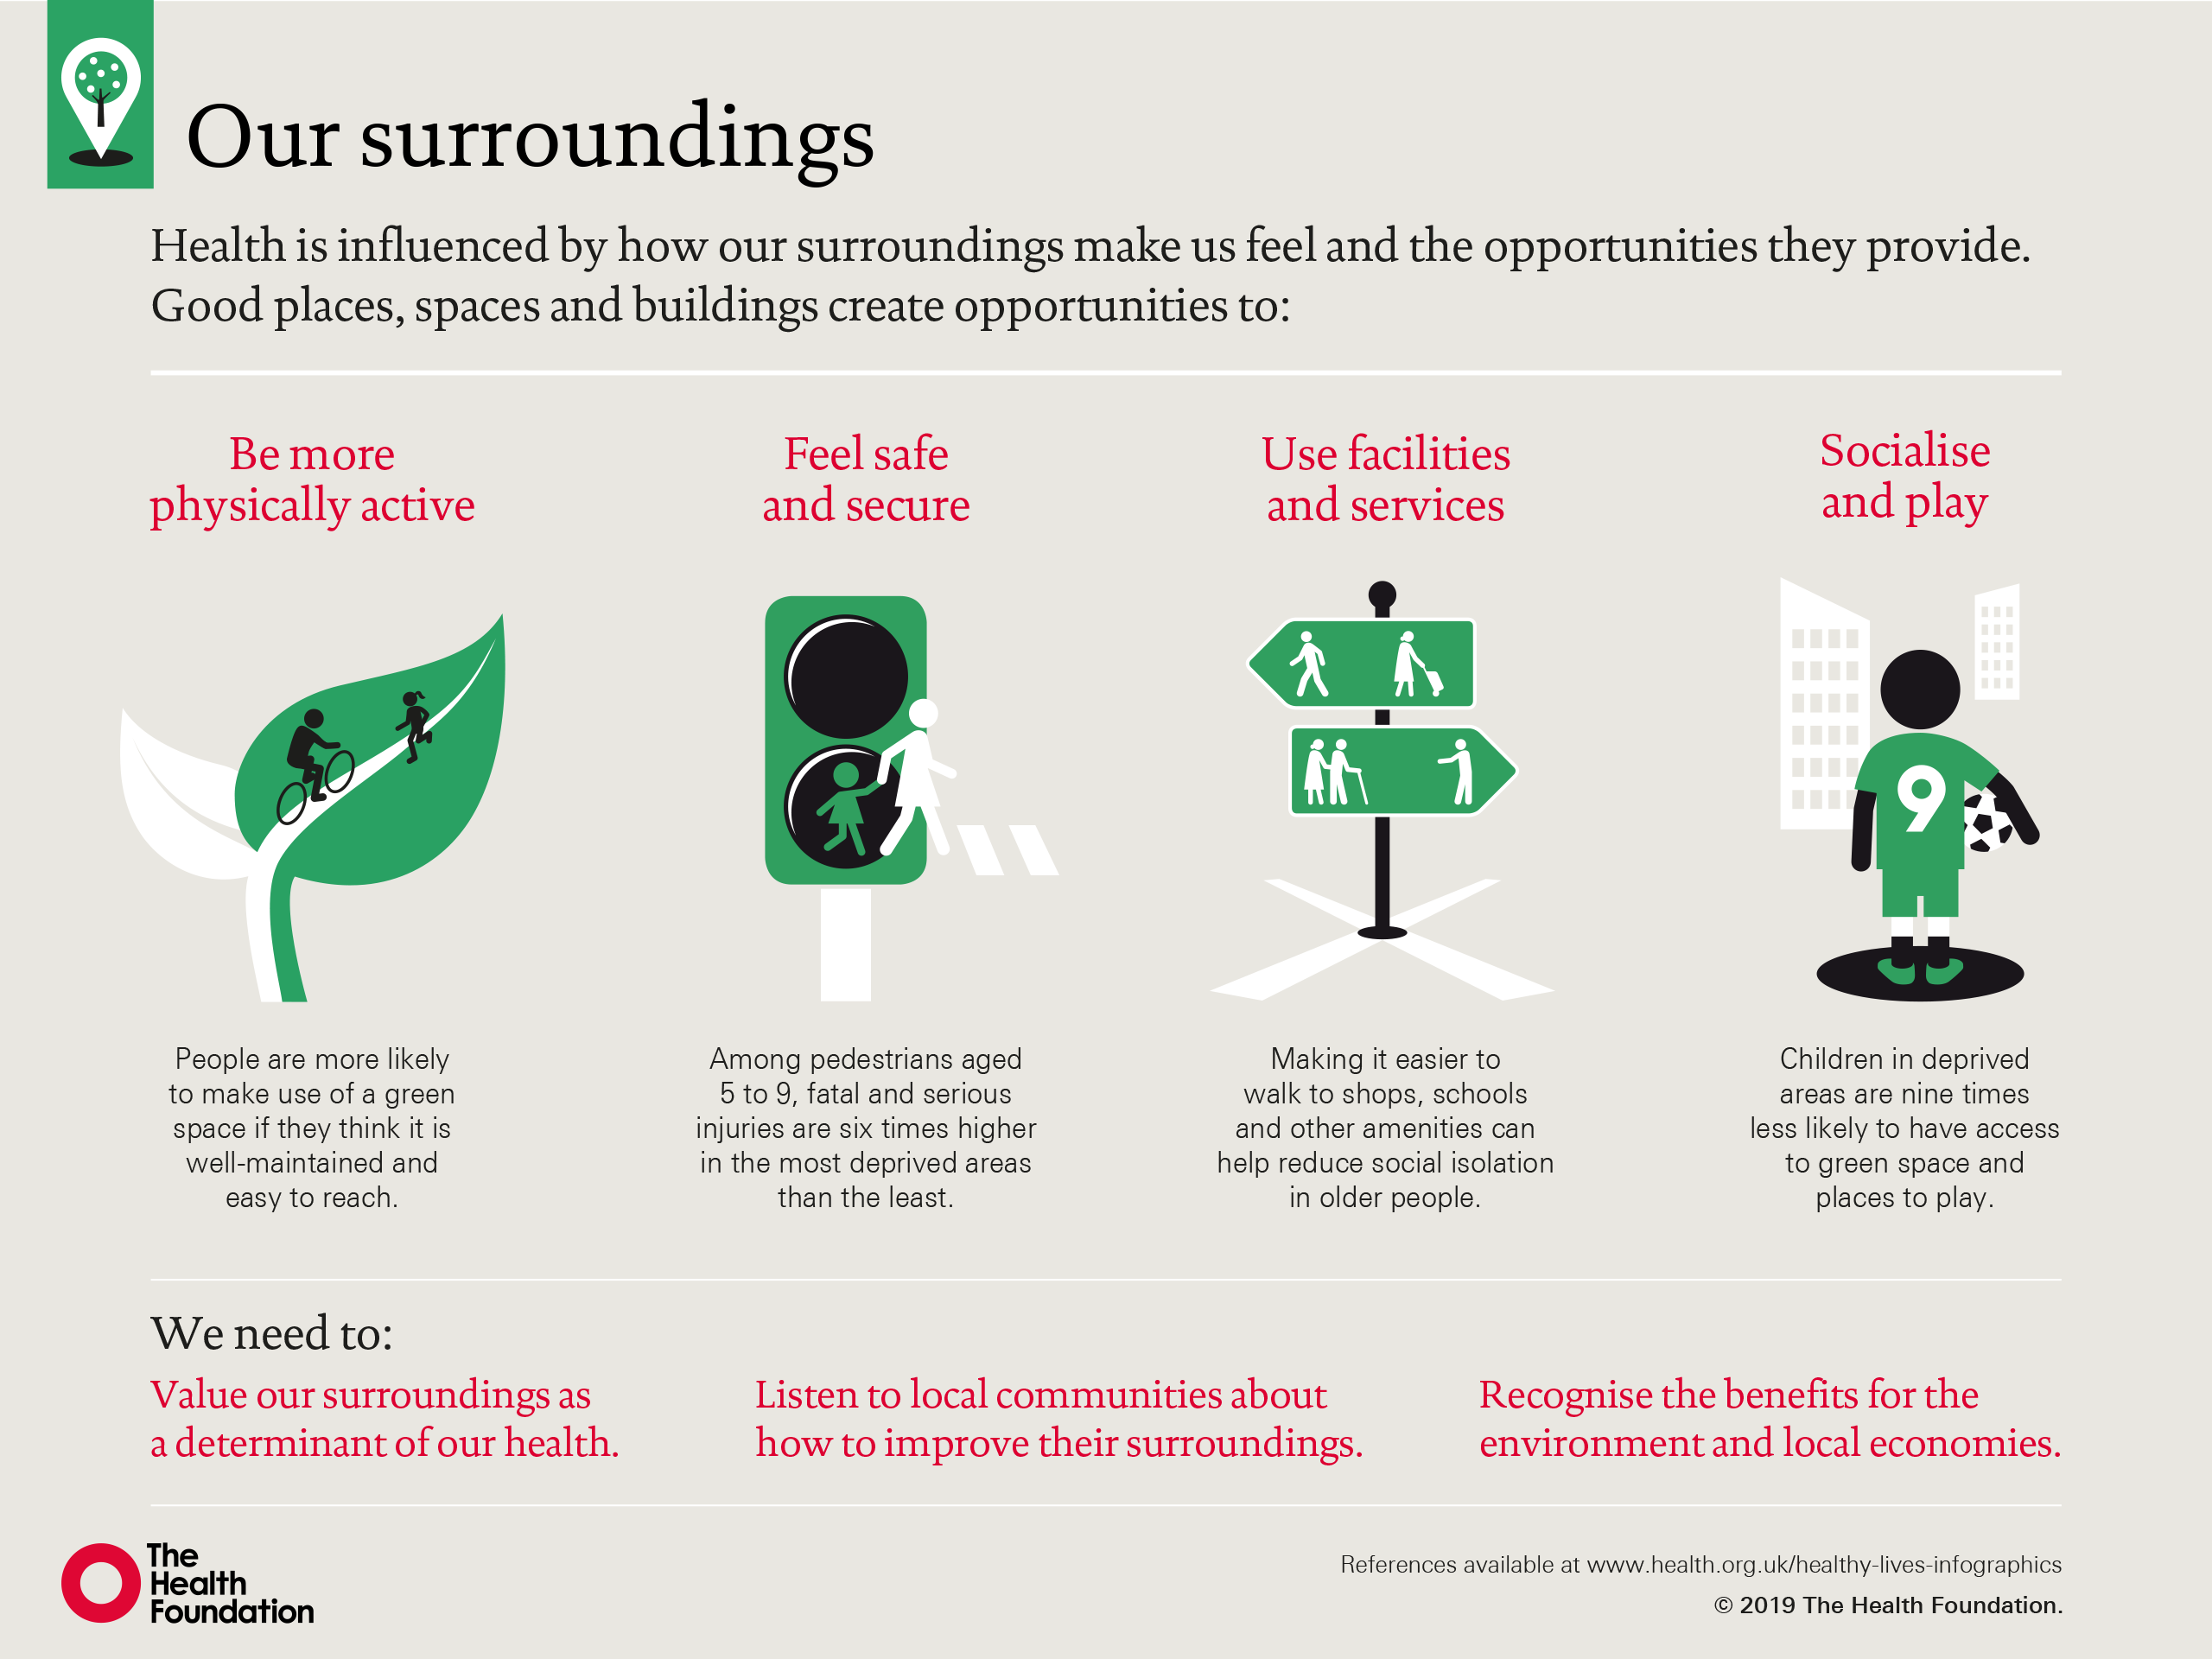 Our surroundings
Health is influenced by how our surroundings make us feel and the opportunities they provide.
Good places, spaces and buildings create opportunities to:
Be more
physically active
Feel safe
and secure
Use facilities
and services
Socialise
and play
9
People are more likely
to make use of a green
space if they think it is
well-maintained and
easy to reach.
Among pedestrians aged
5 to 9, fatal and serious
injuries are six times higher
in the most deprived areas
than the least.
Making it easier to
walk to shops, schools
and other amenities can
help reduce social isolation
in older people.
Children in deprived
areas are nine times
less likely to have access
to green space and
places to play.
We need to:
Value our surroundings as
a determinant of our health.
Listen to local communities about
how to improve their surroundings.
Recognise the benefits for the
environment and local economies.
The
Health
Foundation
References available at www.health.org.uk/healthy-lives-infographics
© 2019 The Health Foundation.